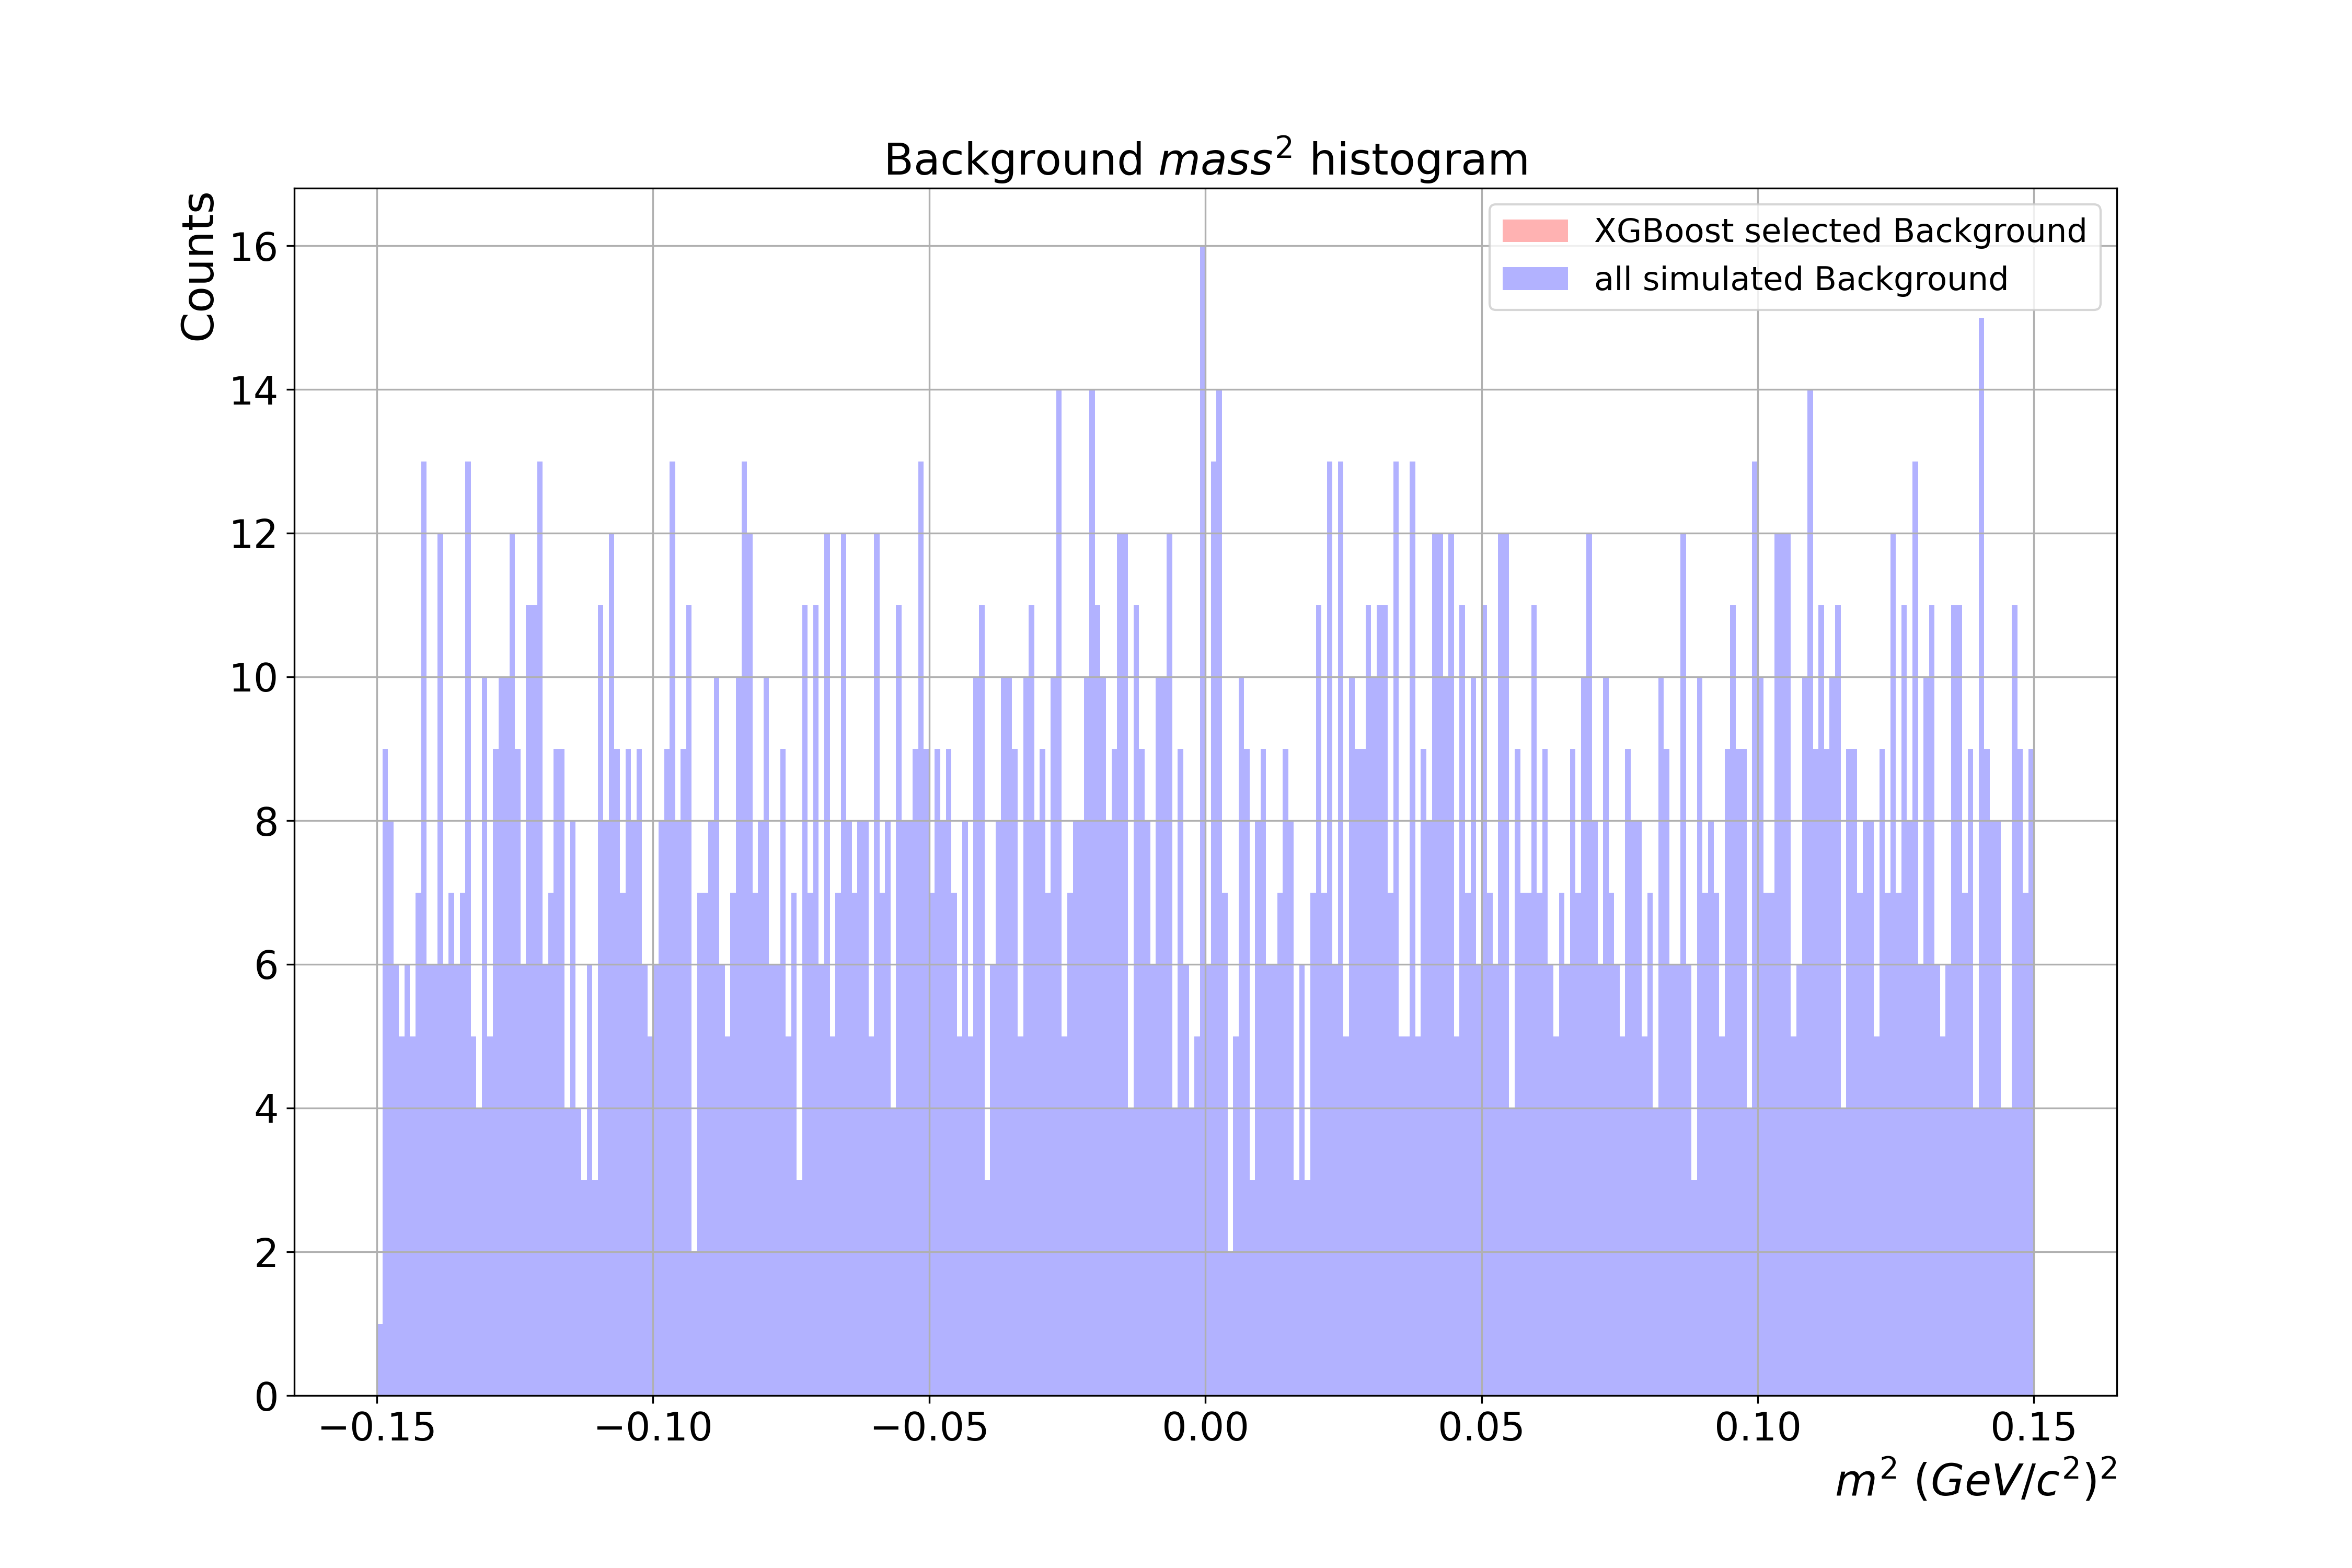 Background mass² histogram
Counts
XGBoost selected Background
all simulated Background
16
14
12
10
8
6
4
2
0
−0.15 −0.10 −0.05 0.00 0.05 0.10 0.15
m² (GeV/c²)²